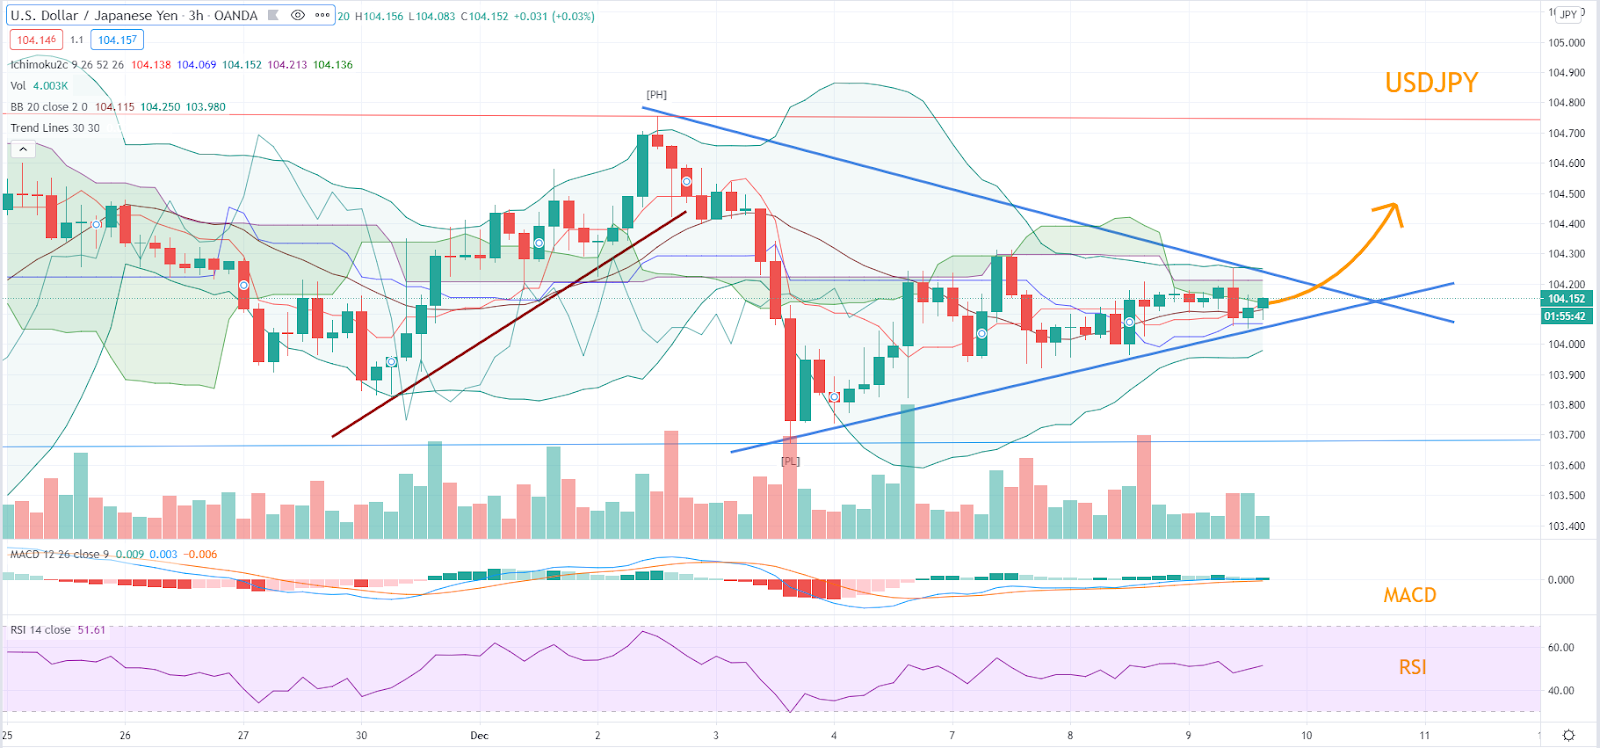 U.S. Dollar / Japanese Yen · 3h · OANDA 20 H104.156 L104.083 C104.152 +0.031 (+0.03%)
JPY
104.146 1.1 104.157
105.000
Ichimoku2c 9 26 52 26 104.138 104.069 104.152 104.213 104.136
104.900
USDJPY
Vol 4.003K
[PH]
104.800
BB 20 close 2 0 104.115 104.250 103.980
Trend Lines 30 30
104.700
104.600
104.500
104.400
104.300
104.200
104.152
01:55:42
104.000
103.900
103.800
103.700
[PL]
103.600
103.500
103.400
MACD 12 26 close 9 0.009 0.003 −0.006
0.000
MACD
RSI 14 close 51.61
60.00
RSI
40.00
25 26 27 30 Dec 2 3 4 7 8 9 10 11